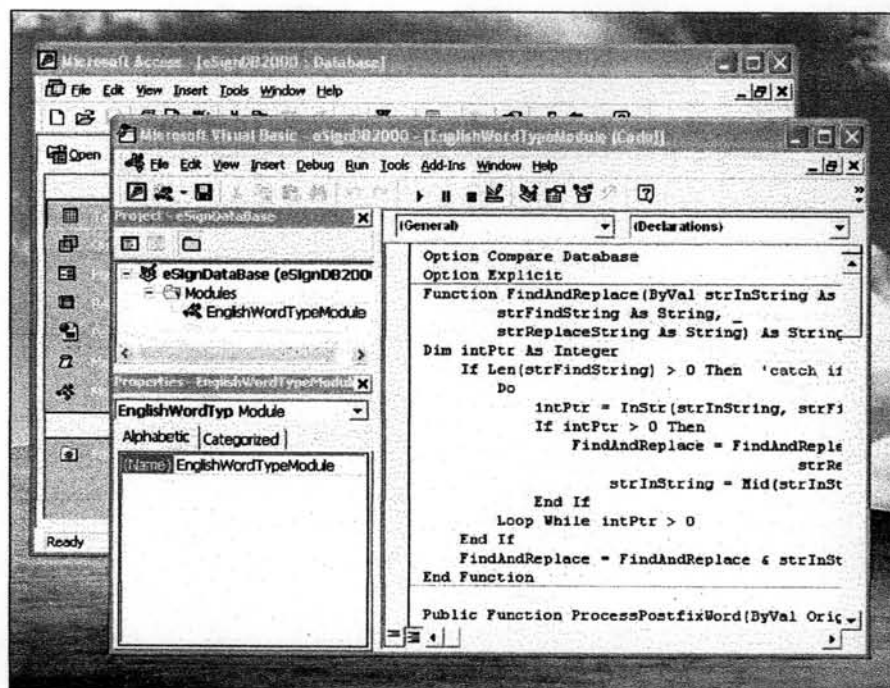 Microsoft Access - [eSignDB2000 : Database]
File Edit View Insert Tools Window Help
Open
Ready
Microsoft Visual Basic - eSignDB2000 - [EnglishWordTypeModule (Code)]
File Edit View Insert Debug Run Tools Add-Ins Window Help
Project - eSignDataBase
eSignDataBase (eSignDB200
Modules
EnglishWordTypeModule
Properties - EnglishWordTypeModul
EnglishWordTyp Module
Alphabetic Categorized
(Name) EnglishWordTypeModule
(General) (Declarations)
Option Compare Database
Option Explicit
Function FindAndReplace(ByVal strInString As
strFindString As String, _
strReplaceString As String) As String
Dim intPtr As Integer
If Len(strFindString) > 0 Then 'catch if
Do
intPtr = InStr(strInString, strFi
If intPtr > 0 Then
FindAndReplace = FindAndReple
strRe
strInString = Mid(strInSt
End If
Loop While intPtr > 0
End If
FindAndReplace = FindAndReplace & strInSt
End Function
Public Function ProcessPostfixWord(ByVal Orig